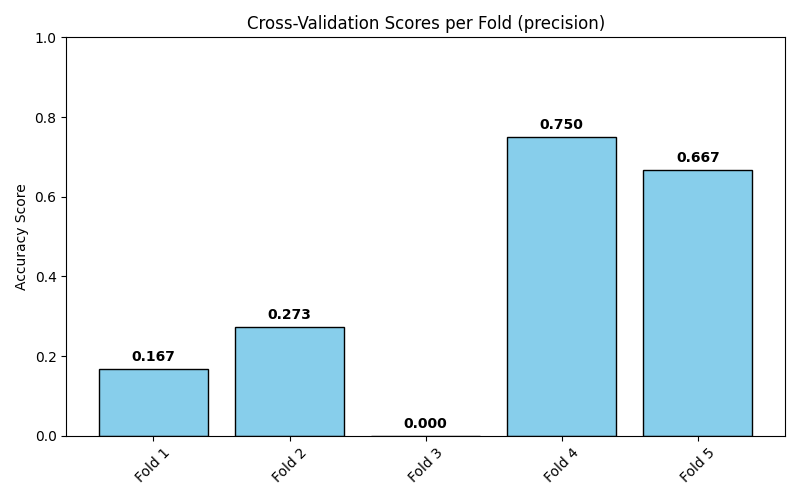 Cross-Validation Scores per Fold (precision)
Accuracy Score
1.0
0.8
0.6
0.4
0.2
0.0
0.167
0.273
0.000
0.750
0.667
Fold 1
Fold 2
Fold 3
Fold 4
Fold 5